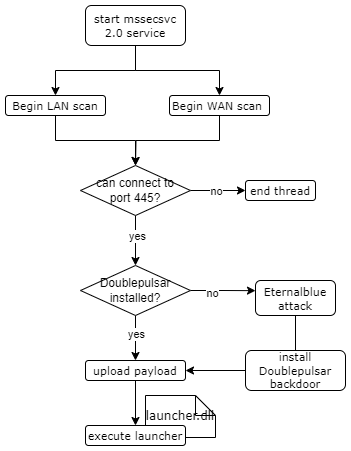 start mssecsvc
2.0 service
Begin LAN scan
Begin WAN scan
can connect to
port 445?
no
end thread
yes
Doublepulsar
installed?
no
Eternalblue
attack
yes
install
Doublepulsar
backdoor
upload payload
launcher.dll
execute launcher